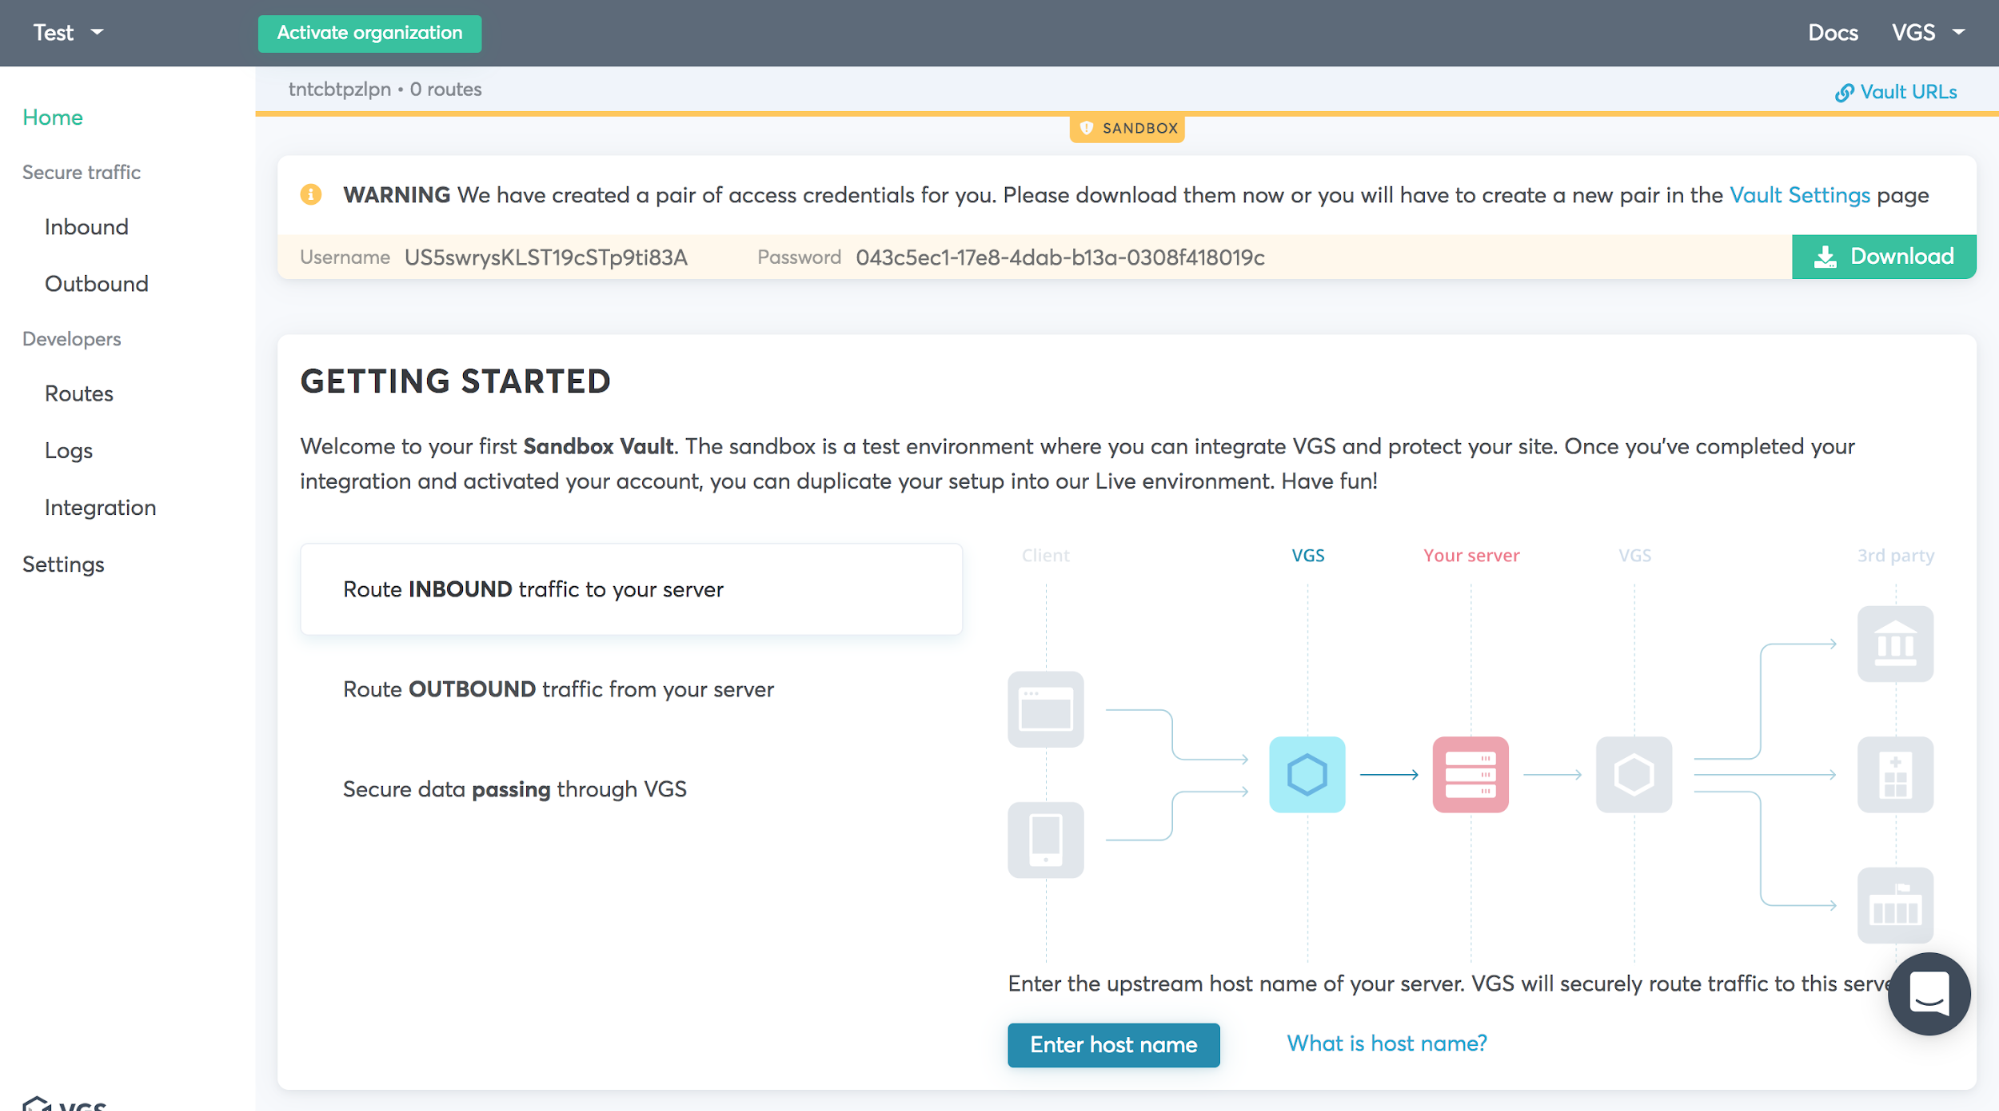 Test
Activate organization
Docs
VGS
tntcbtpzlpn • 0 routes
Vault URLs
SANDBOX
Home
Secure traffic
Inbound
Outbound
Developers
Routes
Logs
Integration
Settings
WARNING We have created a pair of access credentials for you. Please download them now or you will have to create a new pair in the Vault Settings page
Username US5swrysKLST19cSTp9ti83A Password 043c5ec1-17e8-4dab-b13a-0308f418019c
Download
GETTING STARTED
Welcome to your first Sandbox Vault. The sandbox is a test environment where you can integrate VGS and protect your site. Once you've completed your
integration and activated your account, you can duplicate your setup into our Live environment. Have fun!
Route INBOUND traffic to your server
Route OUTBOUND traffic from your server
Secure data passing through VGS
Client
VGS
Your server
VGS
3rd party
Enter the upstream host name of your server. VGS will securely route traffic to this serve
Enter host name
What is host name?
VGS